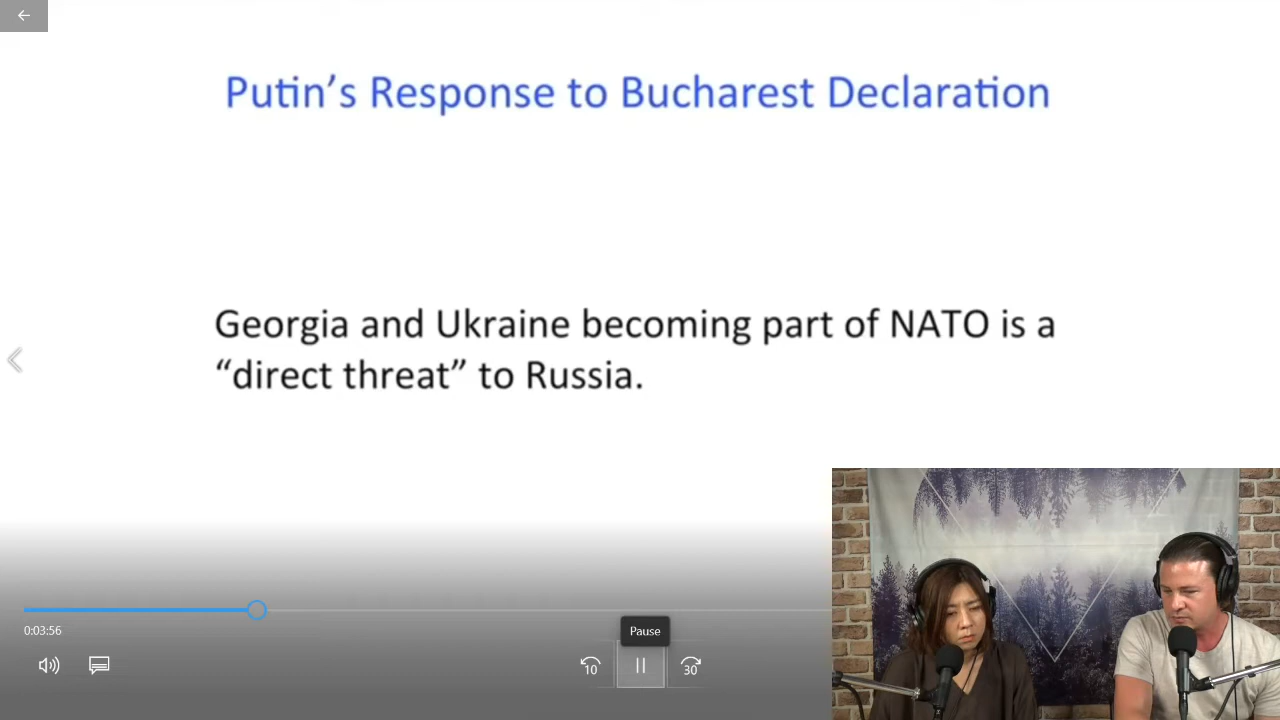 Putin's Response to Bucharest Declaration
Georgia and Ukraine becoming part of NATO is a
“direct threat” to Russia.
Pause
0:03:56
10
30